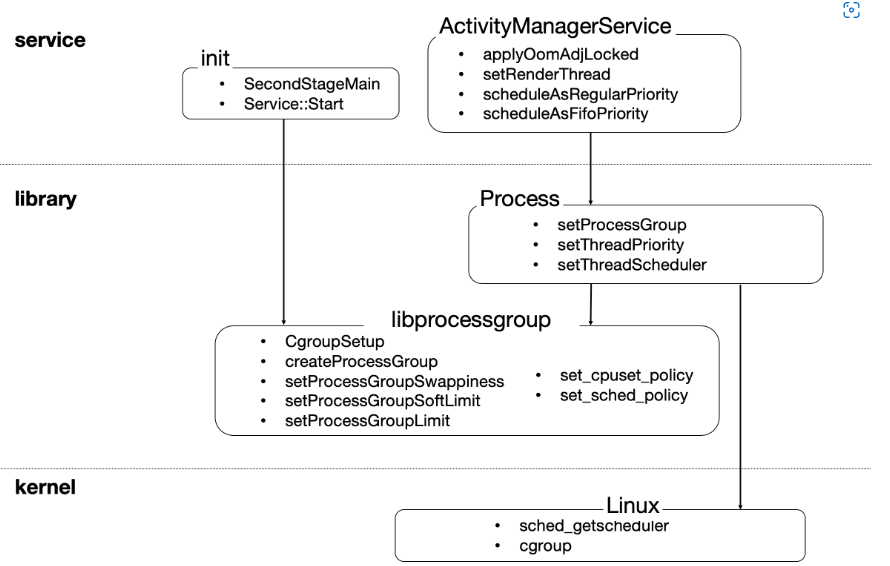 service
init
• SecondStageMain
• Service::Start
ActivityManagerService
• applyOomAdjLocked
• setRenderThread
• scheduleAsRegularPriority
• scheduleAsFifoPriority
library
Process
• setProcessGroup
• setThreadPriority
• setThreadScheduler
libprocessgroup
• CgroupSetup
• createProcessGroup
• setProcessGroupSwappiness
• setProcessGroupSoftLimit
• setProcessGroupLimit
• set_cpuset_policy
• set_sched_policy
kernel
Linux
• sched_getscheduler
• cgroup